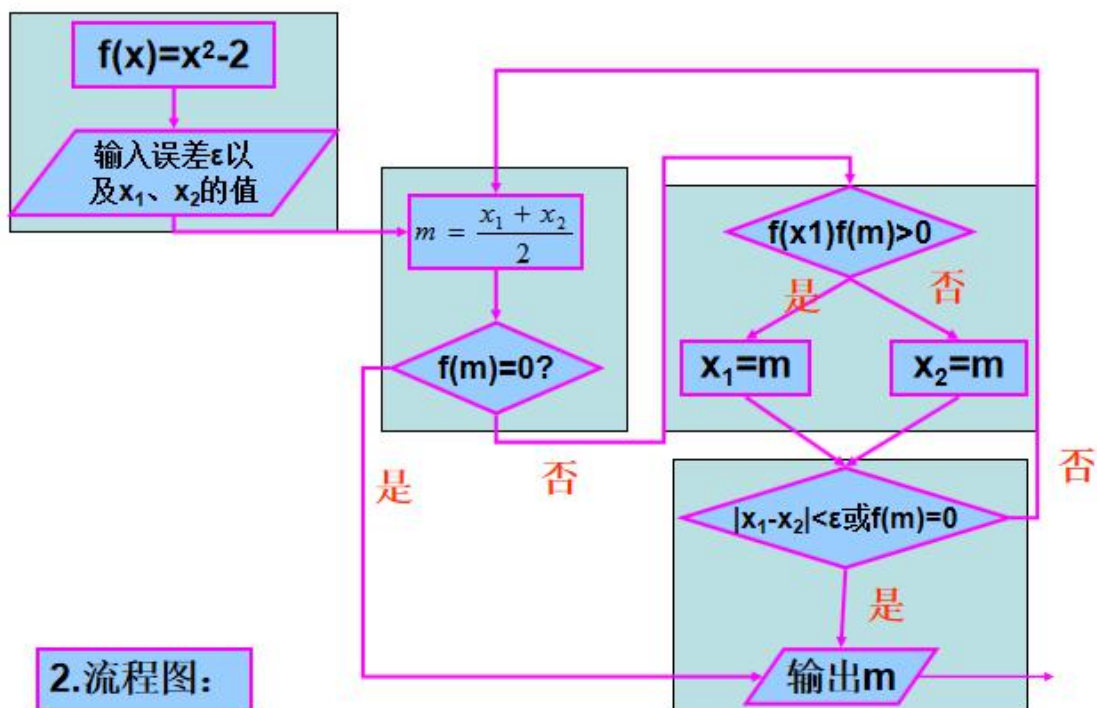 f(x)=x²-2
输入误差ε以
及x₁、x₂的值
m = \frac{x₁ + x₂}{2}
f(m)=0?
是
否
f(x1)f(m)>0
是
否
x₁=m
x₂=m
|x₁-x₂|<ε或f(m)=0
否
是
输出m
2.流程图：